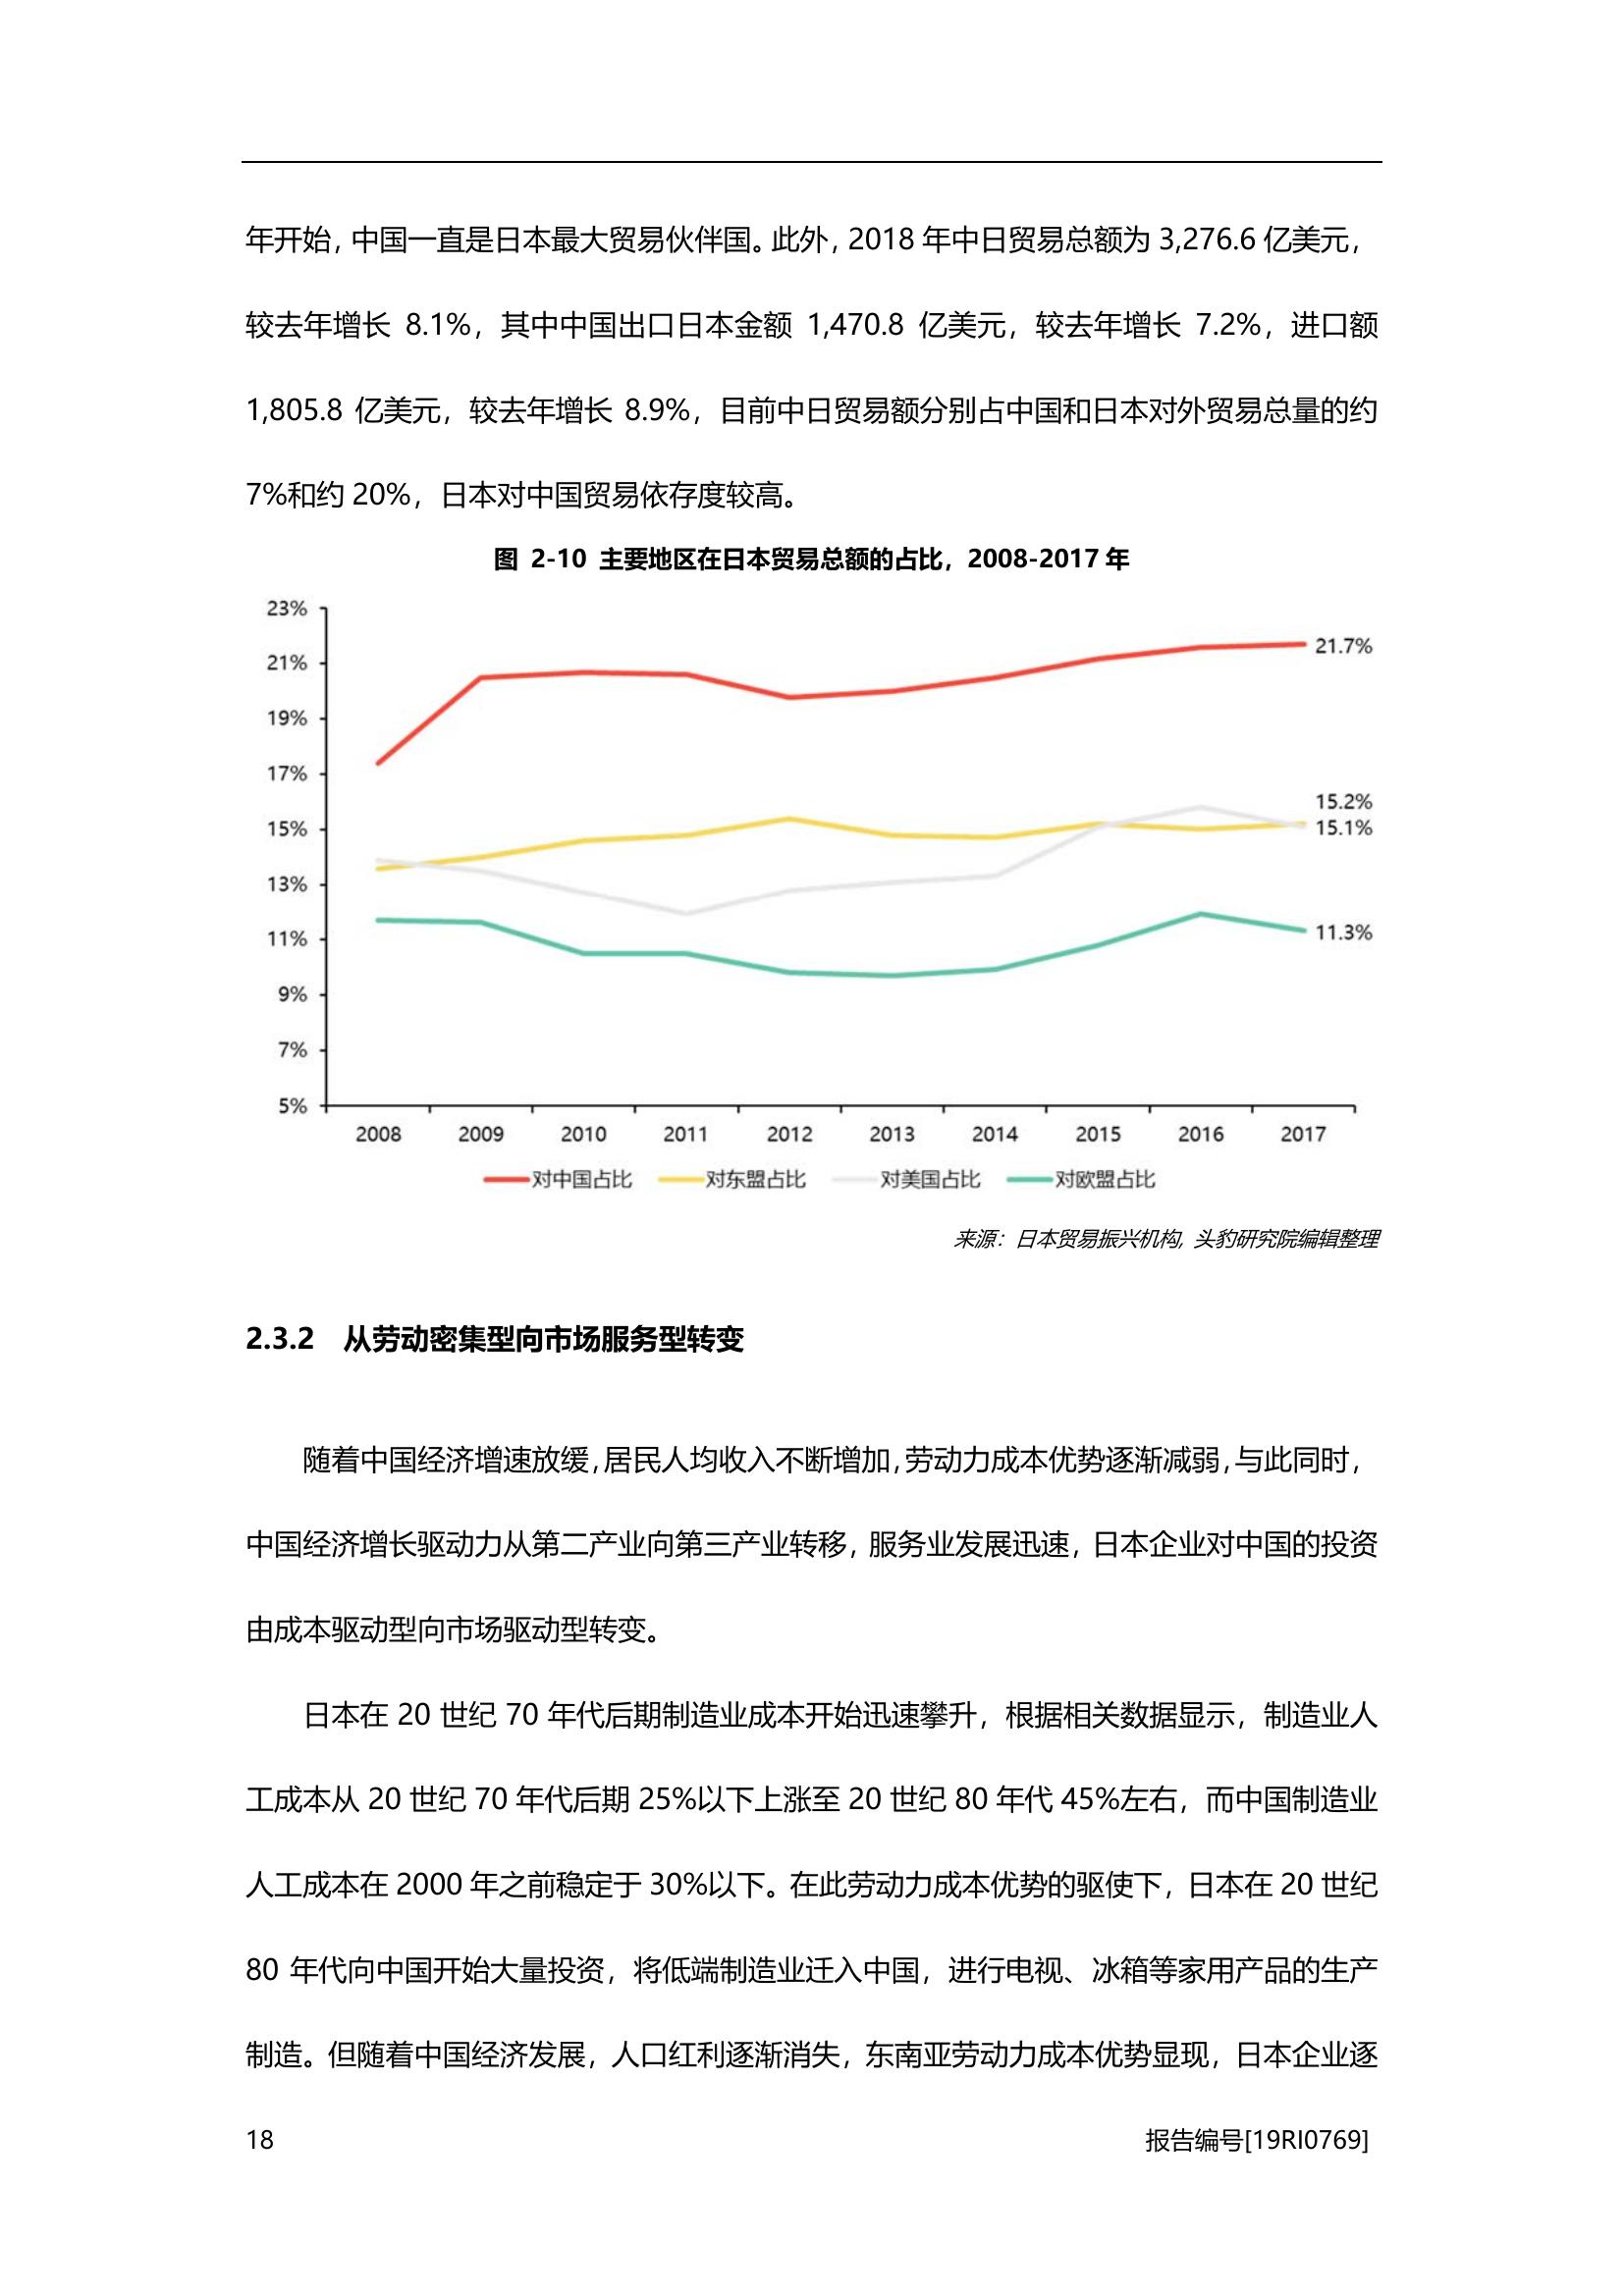 年开始，中国一直是日本最大贸易伙伴国。此外，2018 年中日贸易总额为 3,276.6 亿美元，
较去年增长 8.1%，其中中国出口日本金额 1,470.8 亿美元，较去年增长 7.2%，进口额
1,805.8 亿美元，较去年增长 8.9%，目前中日贸易额分别占中国和日本对外贸易总量的约
7%和约 20%，日本对中国贸易依存度较高。
图 2-10 主要地区在日本贸易总额的占比，2008-2017 年
23%
21%
19%
17%
15%
13%
11%
9%
7%
5%
21.7%
15.2%
15.1%
11.3%
2008 2009 2010 2011 2012 2013 2014 2015 2016 2017
对中国占比 对东盟占比 对美国占比 对欧盟占比
来源：日本贸易振兴机构，头豹研究院编辑整理
2.3.2 从劳动密集型向市场服务型转变
随着中国经济增速放缓，居民人均收入不断增加，劳动力成本优势逐渐减弱，与此同时，
中国经济增长驱动力从第二产业向第三产业转移，服务业发展迅速，日本企业对中国的投资
由成本驱动型向市场驱动型转变。
日本在 20 世纪 70 年代后期制造业成本开始迅速攀升，根据相关数据显示，制造业人
工成本从 20 世纪 70 年代后期 25%以下上涨至 20 世纪 80 年代 45%左右，而中国制造业
人工成本在 2000 年之前稳定于 30%以下。在此劳动力成本优势的驱使下，日本在 20 世纪
80 年代向中国开始大量投资，将低端制造业迁入中国，进行电视、冰箱等家用产品的生产
制造。但随着中国经济发展，人口红利逐渐消失，东南亚劳动力成本优势显现，日本企业逐
18 报告编号[19RI0769]